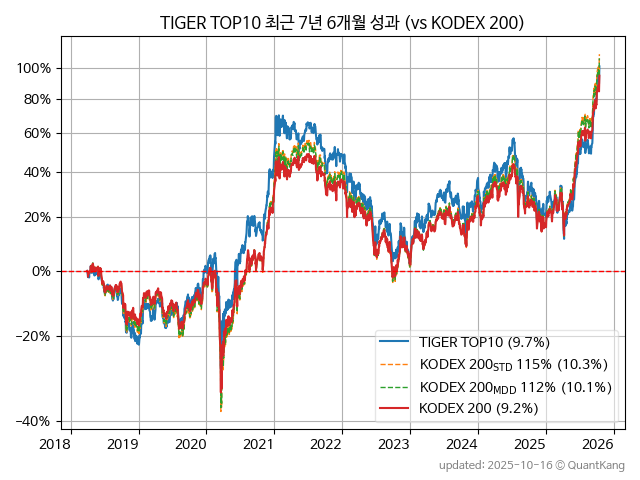 TIGER TOP10 최근 7년 6개월 성과 (vs KODEX 200)
100%
80%
60%
40%
20%
0%
−20%
−40%
TIGER TOP10 (9.7%)
KODEX 200STD 115% (10.3%)
KODEX 200MDD 112% (10.1%)
KODEX 200 (9.2%)
2018 2019 2020 2021 2022 2023 2024 2025 2026
updated: 2025-10-16 © QuantKang